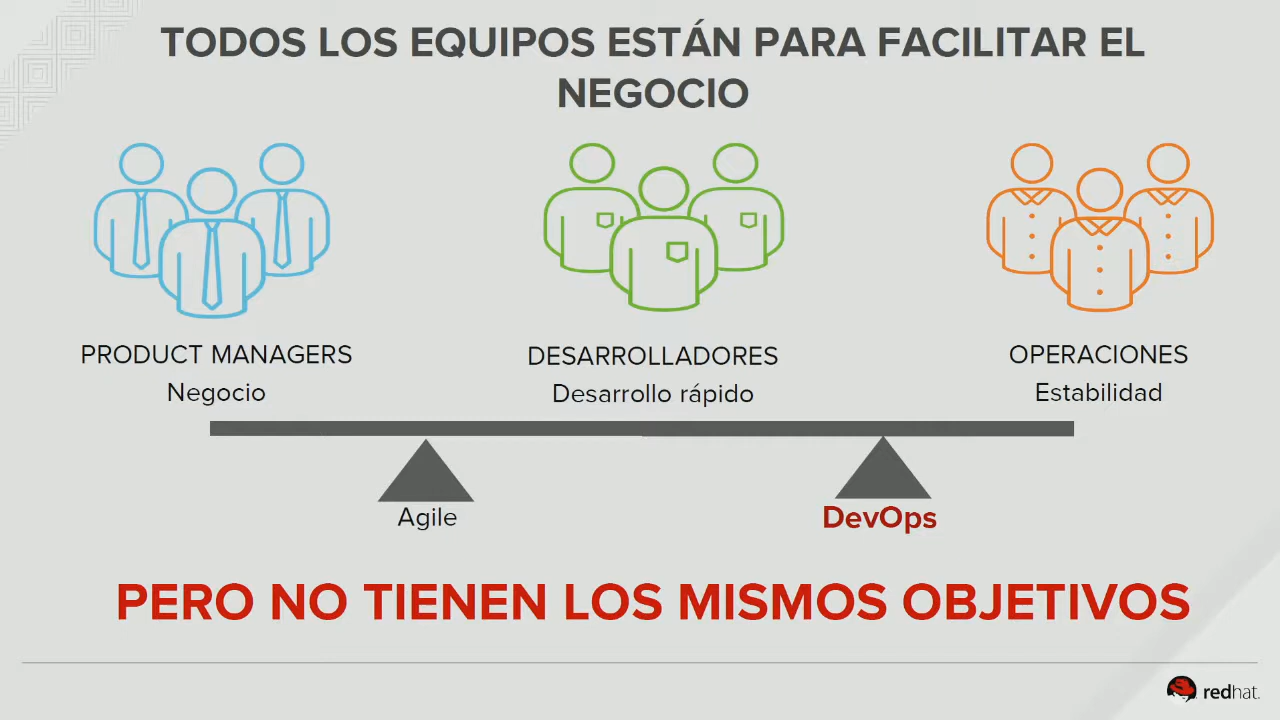 TODOS LOS EQUIPOS ESTÁN PARA FACILITAR EL
NEGOCIO
PRODUCT MANAGERS
Negocio
DESARROLLADORES
Desarrollo rápido
OPERACIONES
Estabilidad
Agile
DevOps
PERO NO TIENEN LOS MISMOS OBJETIVOS
redhat.